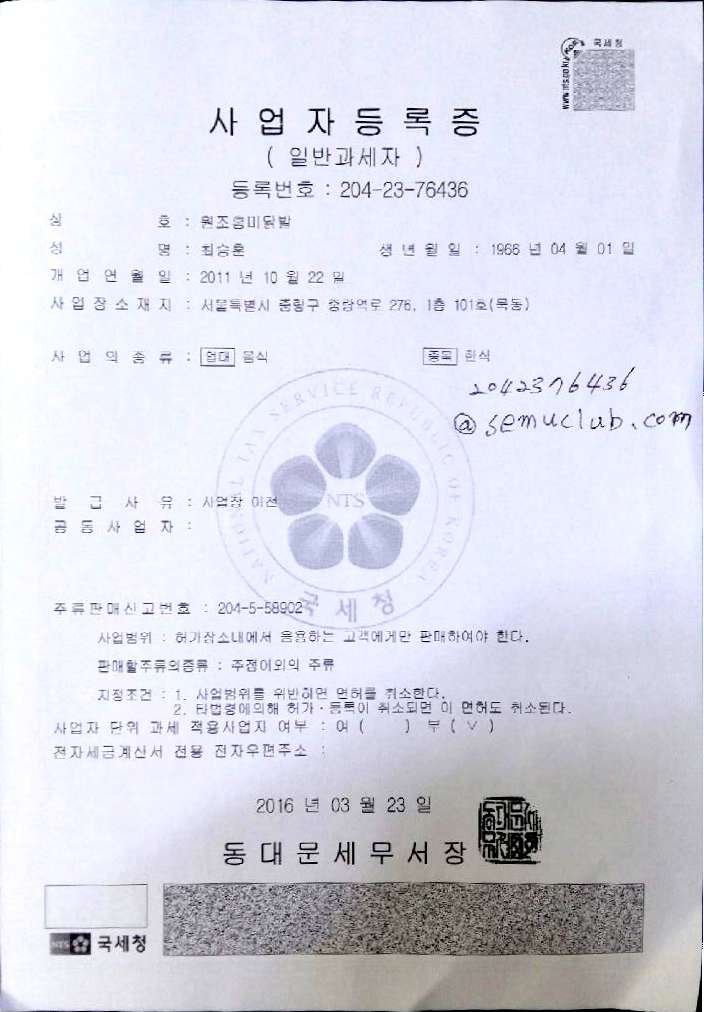 국세청
사업자등록증
( 일반과세자 )
등록번호 : 204-23-76436
상 호 : 원조홍미닭발
성 명 : 최승훈 생년월일 : 1966 년 04 월 01 일
개업연월일 : 2011 년 10 월 22 일
사업장소재지 : 서울특별시 중랑구 중랑역로 276, 1층 101호(묵동)
사업의종류 : 업태 음식 종목 한식
2042376436
@semuclub.com
NATIONAL TAX SERVICE REPUBLIC OF KOREA
발급사유 : 사업장 이전
NTS
공동사업자 :
국세청
주류판매신고번호 : 204-5-58902
사업범위 : 허가장소내에서 음용하는 고객에게만 판매하여야 한다.
판매할주류의종류 : 주정이외의 주류
지정조건 : 1. 사업범위를 위반하면 면허를 취소한다.
2. 타법령에의해 허가·등록이 취소되면 이 면허도 취소된다.
사업자 단위 과세 적용사업자 여부 : 여 ( ) 부 ( ∨ )
전자세금계산서 전용 전자우편주소 :
2016 년 03 월 23 일
동대문세무서장
NTS 국세청